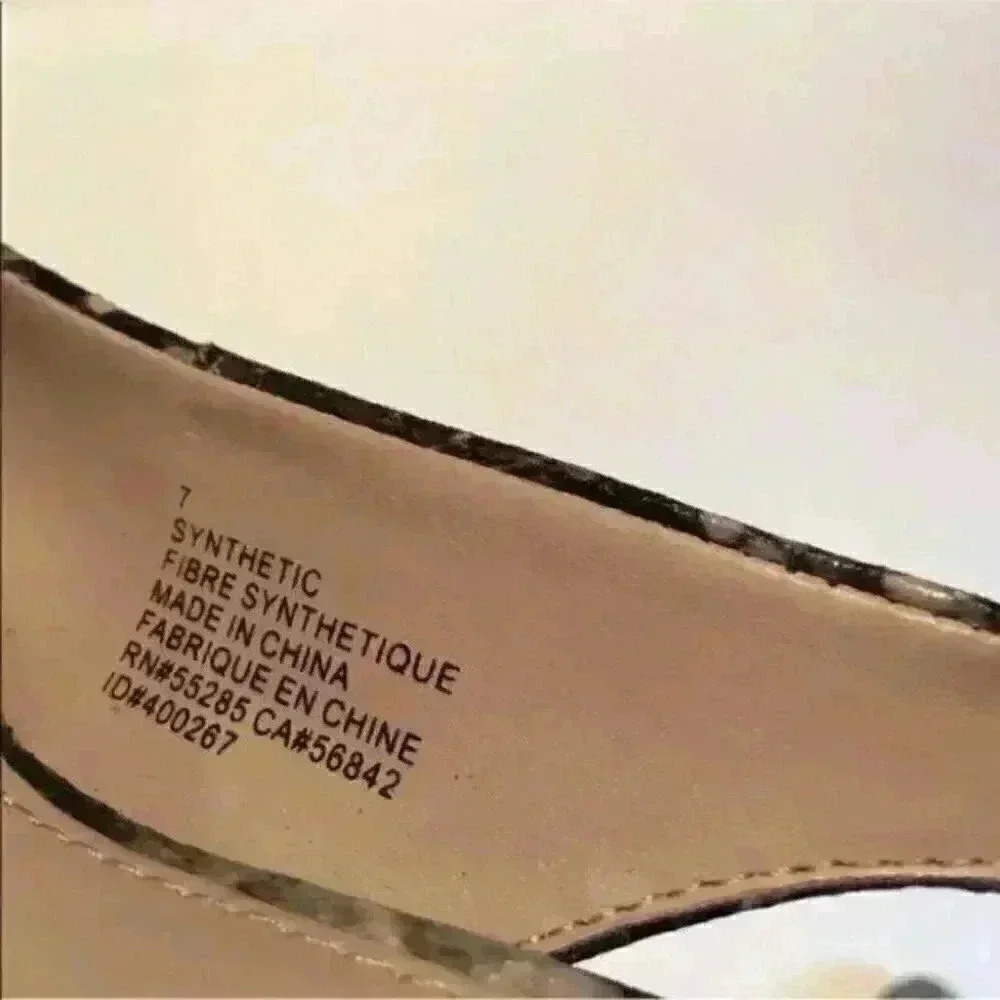 7
SYNTHETIC
FIBRE SYNTHETIQUE
MADE IN CHINA
FABRIQUE EN CHINE
RN#55285 CA#56842
ID#400267